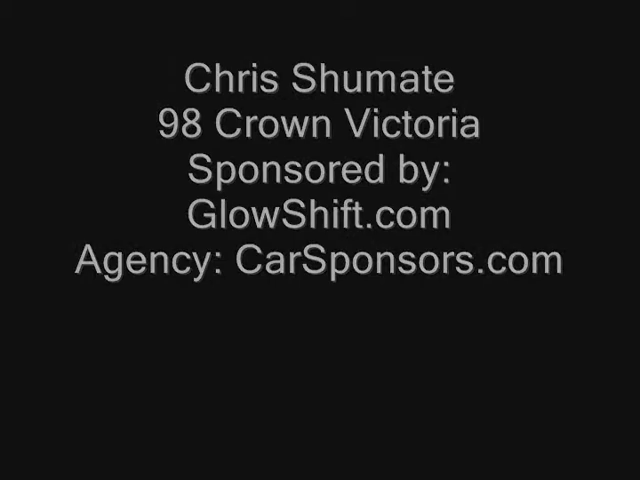 Chris Shumate
98 Crown Victoria
Sponsored by:
GlowShift.com
Agency: CarSponsors.com